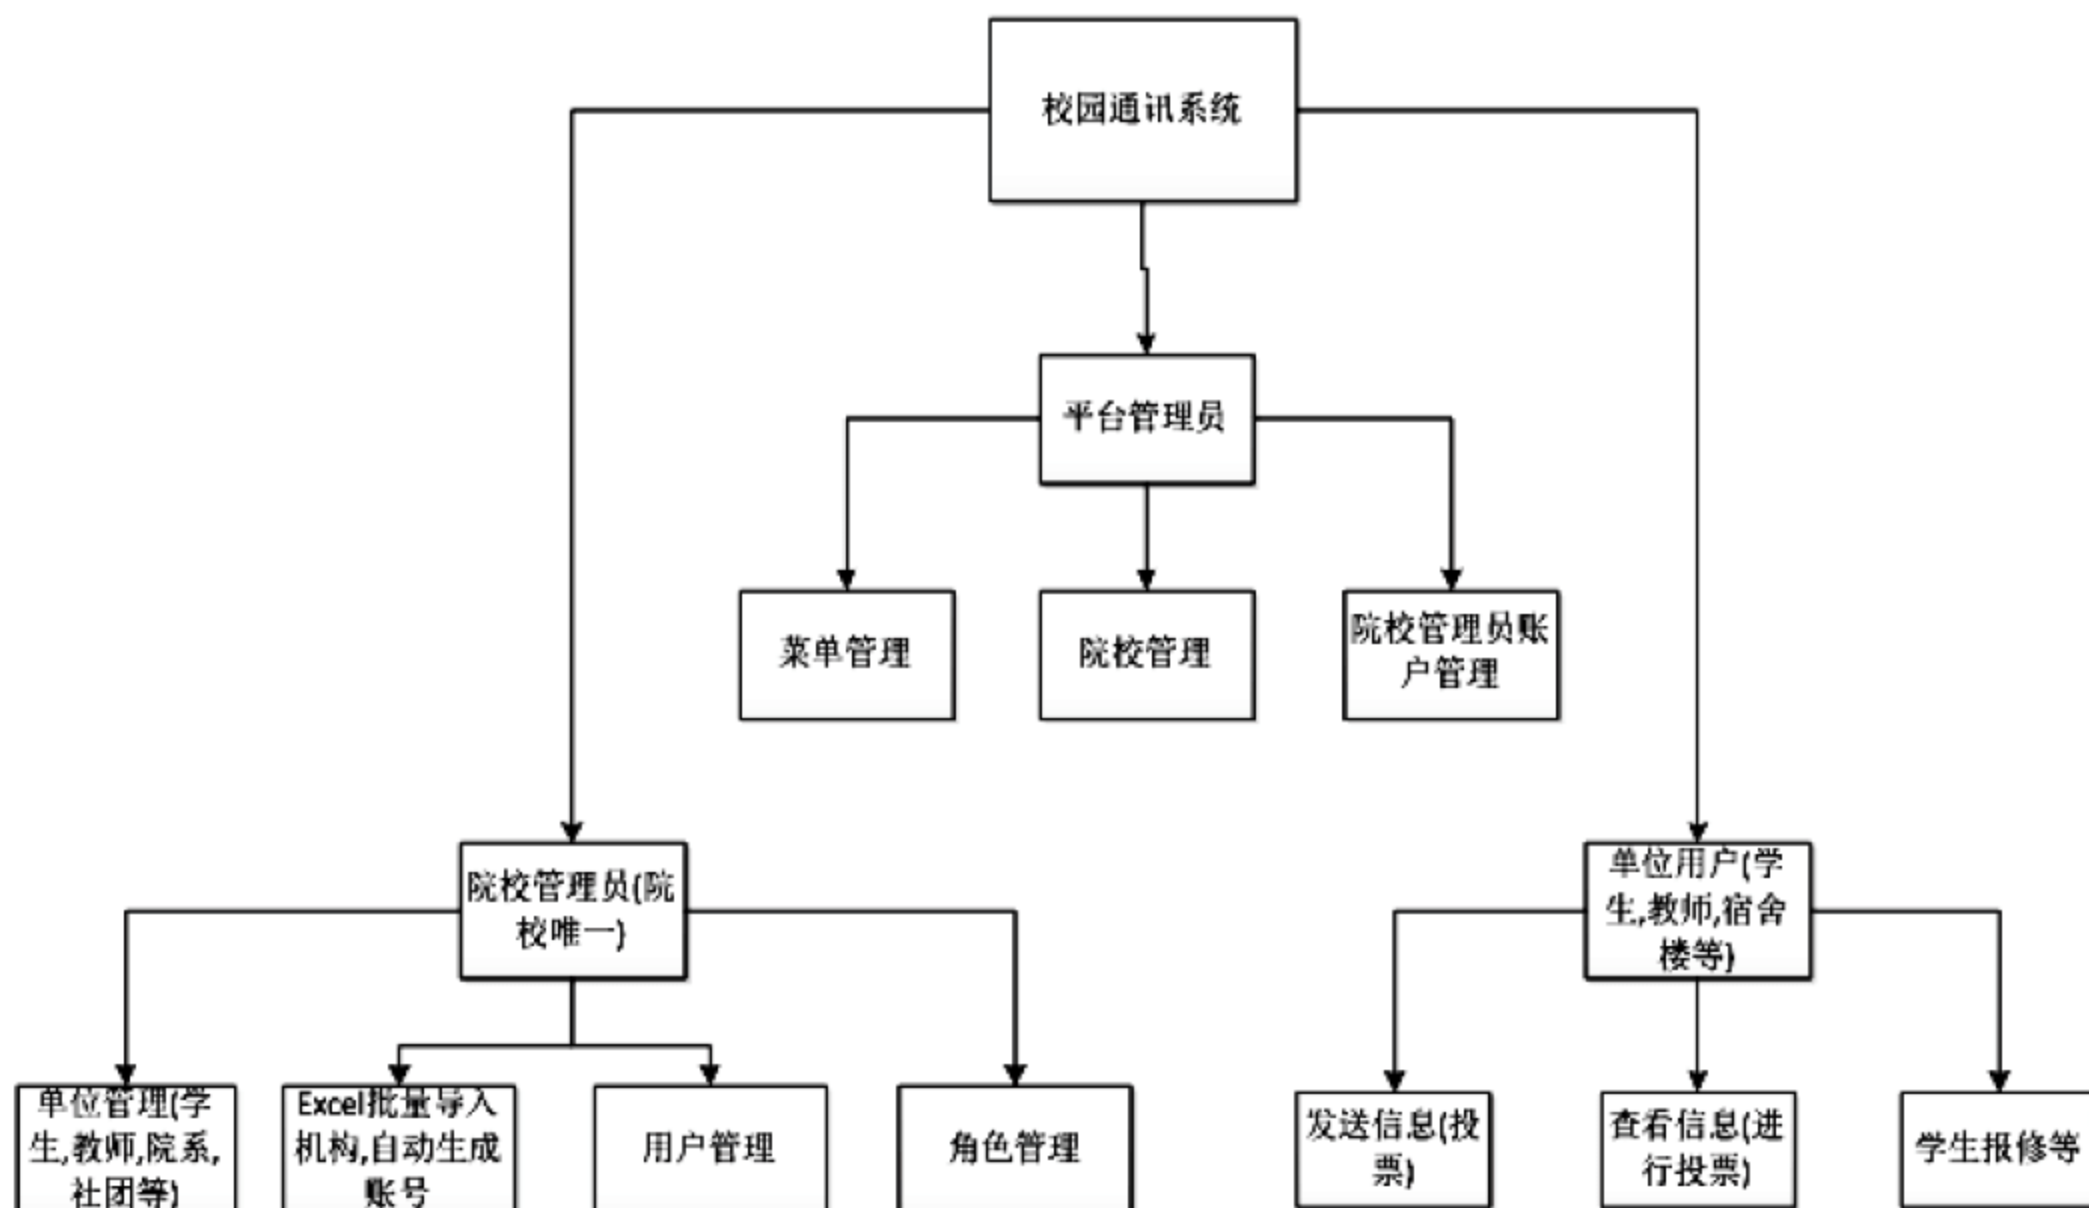 校园通讯系统
平台管理员
菜单管理
院校管理
院校管理员账
户管理
院校管理员(院
校唯一)
单位用户(学
生,教师,宿舍
楼等)
单位管理(学
生,教师,院系,
社团等)
Excel批量导入
机构,自动生成
账号
用户管理
角色管理
发送信息(投
票)
查看信息(进
行投票)
学生报修等